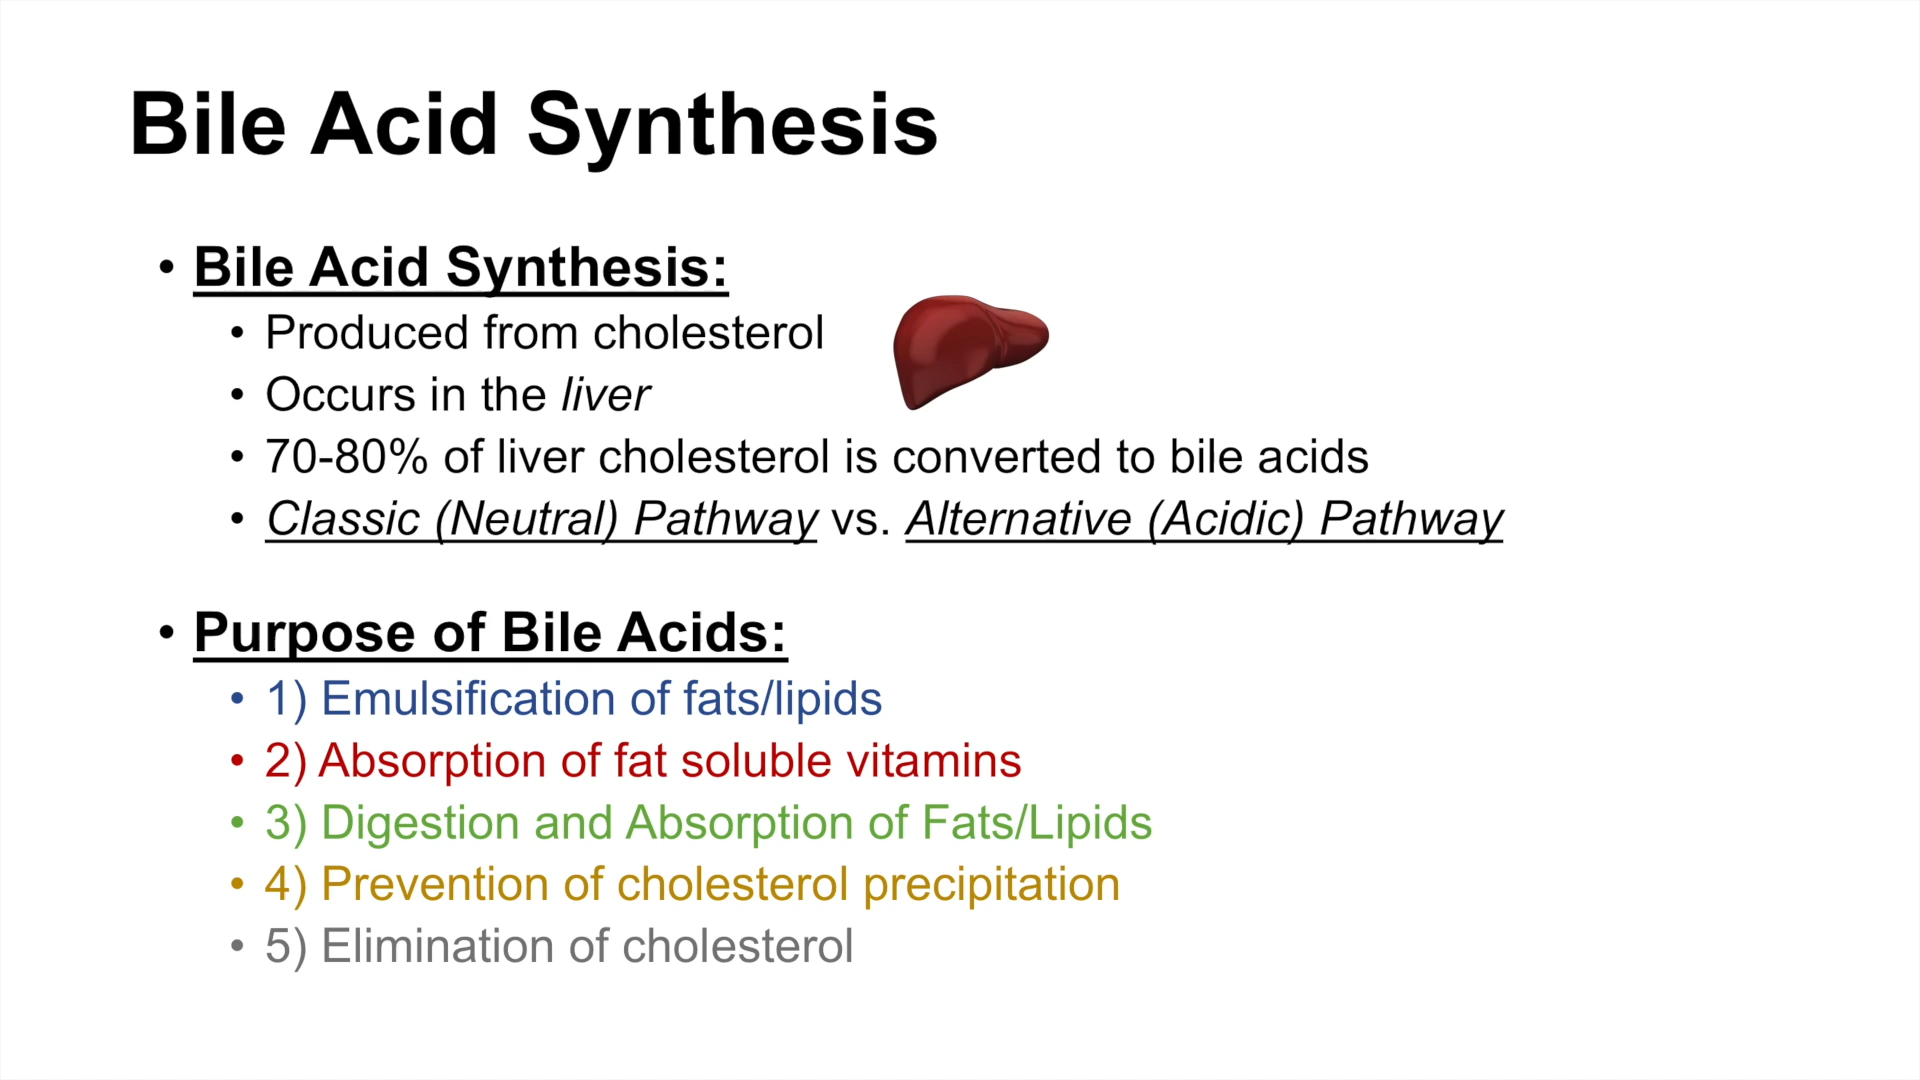 Bile Acid Synthesis
• Bile Acid Synthesis:
• Produced from cholesterol
• Occurs in the liver
• 70-80% of liver cholesterol is converted to bile acids
• Classic (Neutral) Pathway vs. Alternative (Acidic) Pathway
• Purpose of Bile Acids:
• 1) Emulsification of fats/lipids
• 2) Absorption of fat soluble vitamins
• 3) Digestion and Absorption of Fats/Lipids
• 4) Prevention of cholesterol precipitation
• 5) Elimination of cholesterol